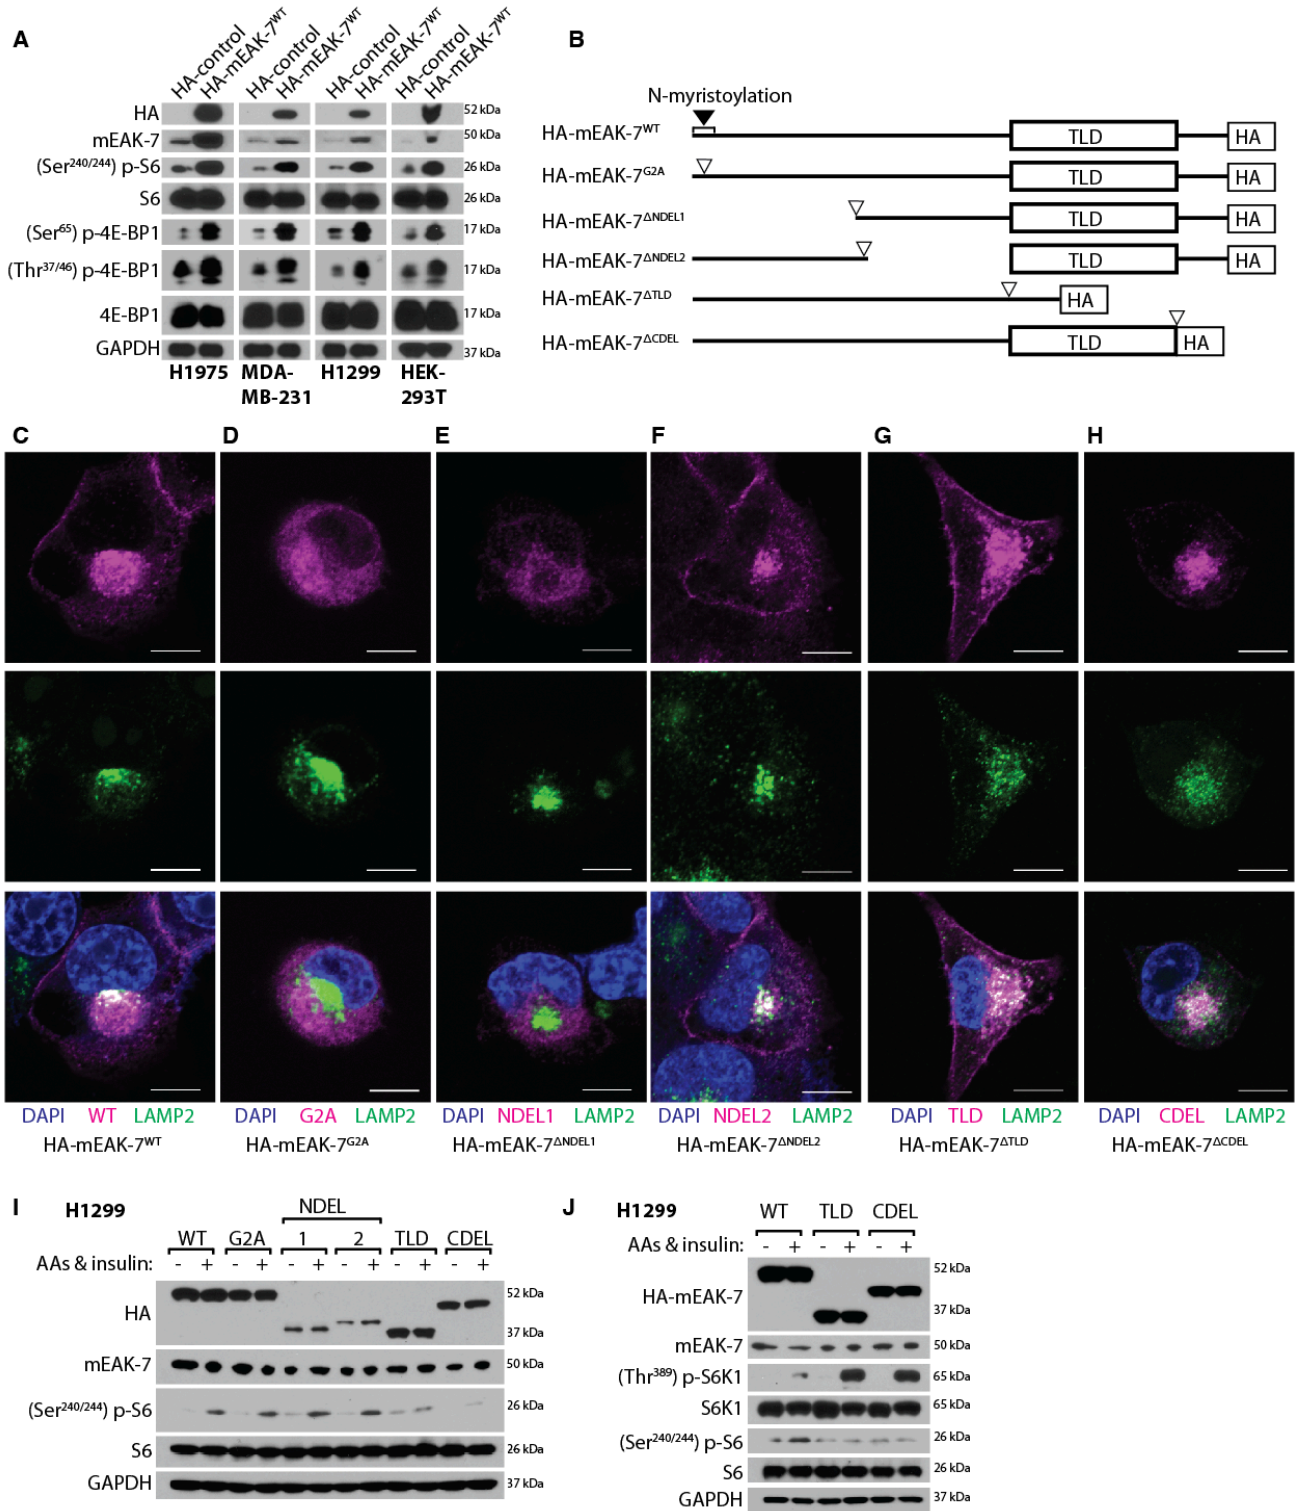 A
HA-control
HA-mEAK-7WT
HA-control
HA-mEAK-7WT
HA-control
HA-mEAK-7WT
HA-control
HA-mEAK-7WT
HA 52 kDa
mEAK-7 50 kDa
(Ser240/244) p-S6 26 kDa
S6 26 kDa
(Ser65) p-4E-BP1 17 kDa
(Thr37/46) p-4E-BP1 17 kDa
4E-BP1 17 kDa
GAPDH 37 kDa
H1975 MDA- H1299 HEK-
MB-231 293T
B
N-myristoylation
HA-mEAK-7WT TLD HA
HA-mEAK-7G2A TLD HA
HA-mEAK-7ΔNDEL1 TLD HA
HA-mEAK-7ΔNDEL2 TLD HA
HA-mEAK-7ΔTLD HA
HA-mEAK-7ΔCDEL TLD HA
C D E F G H
DAPI WT LAMP2 DAPI G2A LAMP2 DAPI NDEL1 LAMP2 DAPI NDEL2 LAMP2 DAPI TLD LAMP2 DAPI CDEL LAMP2
HA-mEAK-7WT HA-mEAK-7G2A HA-mEAK-7ΔNDEL1 HA-mEAK-7ΔNDEL2 HA-mEAK-7ΔTLD HA-mEAK-7ΔCDEL
I H1299 NDEL
WT G2A 1 2 TLD CDEL
AAs & insulin: - + - + - + - + - + - +
HA 52 kDa
37 kDa
mEAK-7 50 kDa
(Ser240/244) p-S6 26 kDa
S6 26 kDa
GAPDH 37 kDa
J H1299 WT TLD CDEL
AAs & insulin: - + - + - +
52 kDa
HA-mEAK-7
37 kDa
mEAK-7 50 kDa
(Thr389) p-S6K1 65 kDa
S6K1 65 kDa
(Ser240/244) p-S6 26 kDa
S6 26 kDa
GAPDH 37 kDa